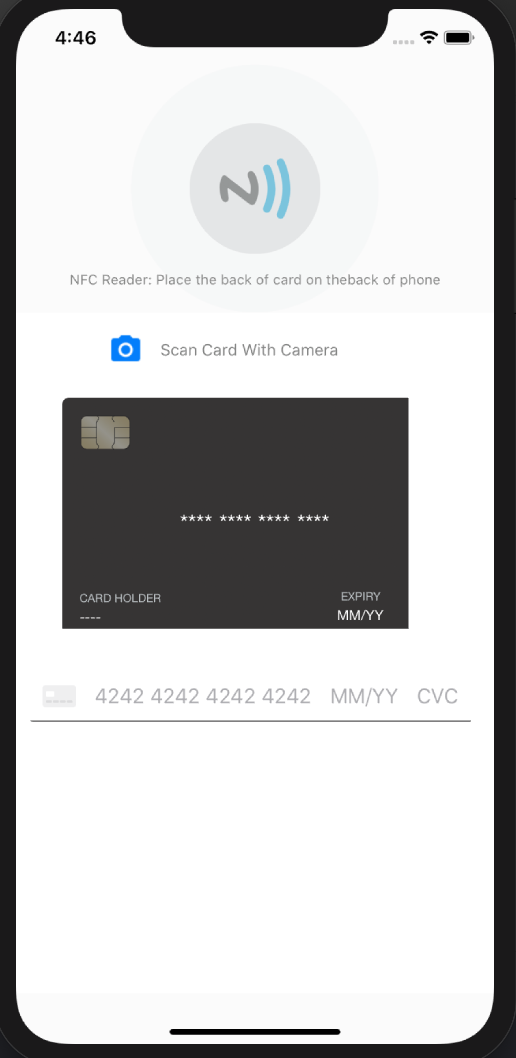 4:46
N
NFC Reader: Place the back of card on theback of phone
Scan Card With Camera
**** **** **** ****
CARD HOLDER EXPIRY
---- MM/YY
4242 4242 4242 4242 MM/YY CVC